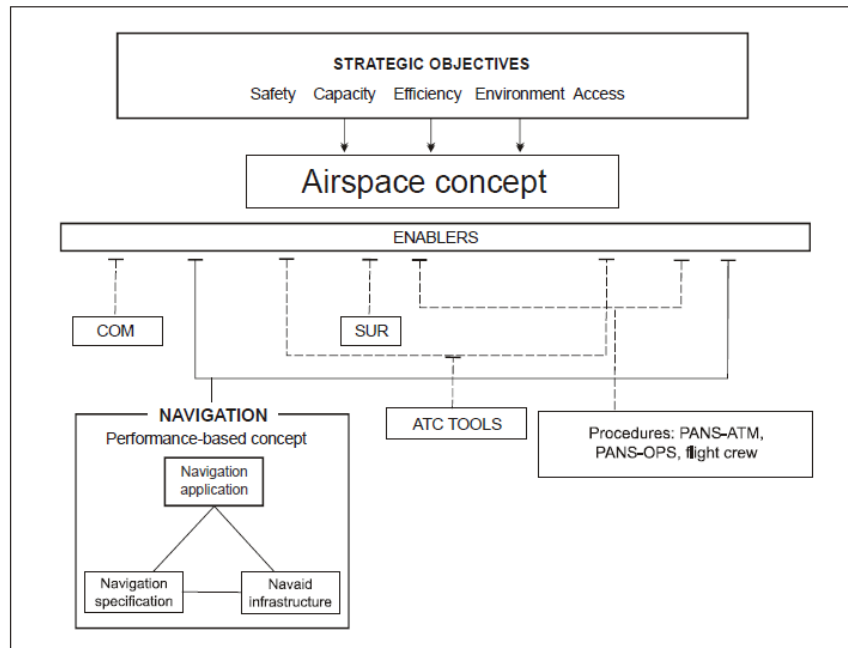 STRATEGIC OBJECTIVES
Safety Capacity Efficiency Environment Access
Airspace concept
ENABLERS
COM
SUR
NAVIGATION
Performance-based concept
Navigation
application
Navigation
specification
Navaid
infrastructure
ATC TOOLS
Procedures: PANS-ATM,
PANS-OPS, flight crew